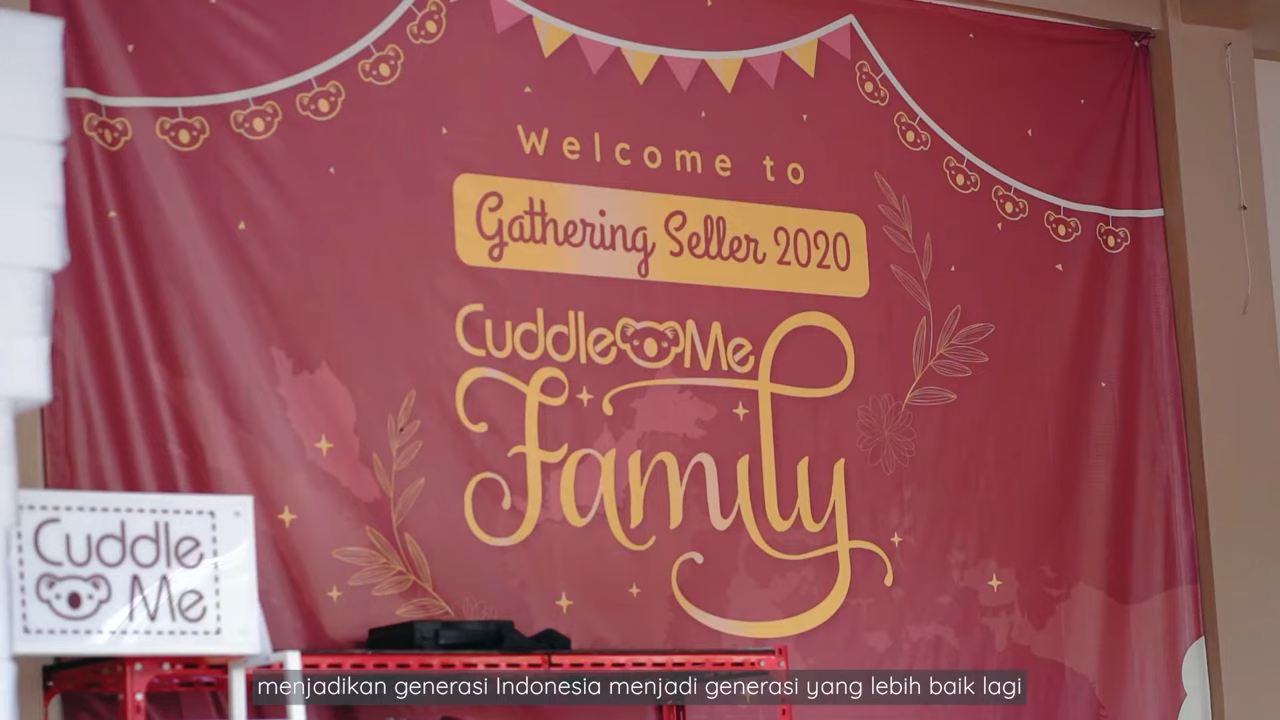 Welcome to
Gathering Seller 2020
Cuddle Me
Family
Cuddle
Me
menjadikan generasi Indonesia menjadi generasi yang lebih baik lagi